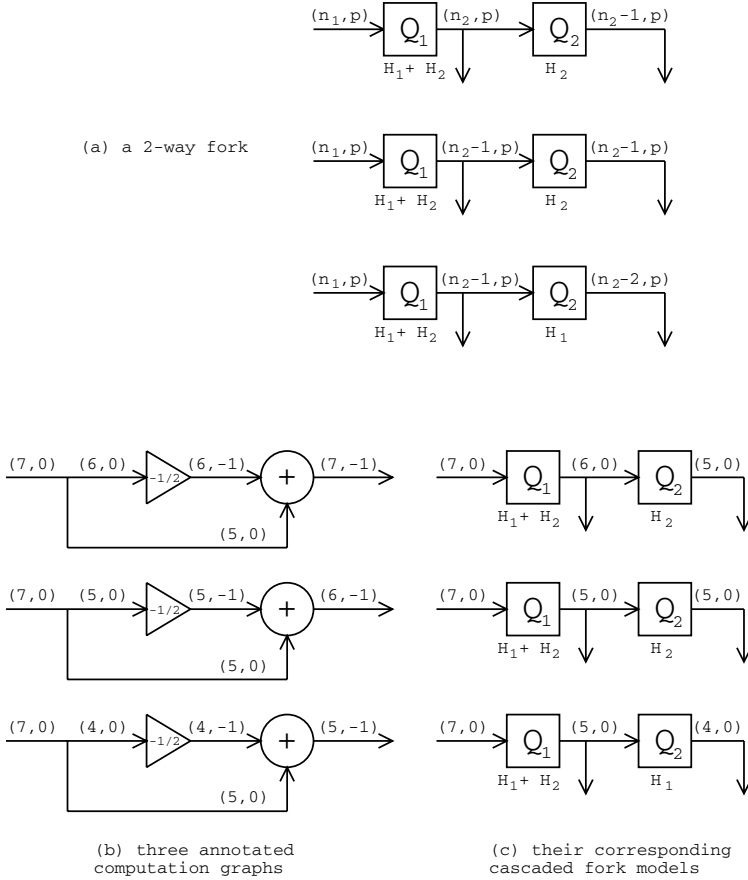 (n1,p) Q1 (n2,p) Q2 (n2-1,p)
H1+ H2 H2
(a) a 2-way fork
(n1,p) Q1 (n2-1,p) Q2 (n2-1,p)
H1+ H2 H2
(n1,p) Q1 (n2-1,p) Q2 (n2-2,p)
H1+ H2 H1
(7,0) (6,0) -1/2 (6,-1) + (7,-1)
(5,0)
(7,0) Q1 (6,0) Q2 (5,0)
H1+ H2 H2
(7,0) (5,0) -1/2 (5,-1) + (6,-1)
(5,0)
(7,0) Q1 (5,0) Q2 (5,0)
H1+ H2 H2
(7,0) (4,0) -1/2 (4,-1) + (5,-1)
(5,0)
(7,0) Q1 (5,0) Q2 (4,0)
H1+ H2 H1
(b) three annotated
computation graphs
(c) their corresponding
cascaded fork models